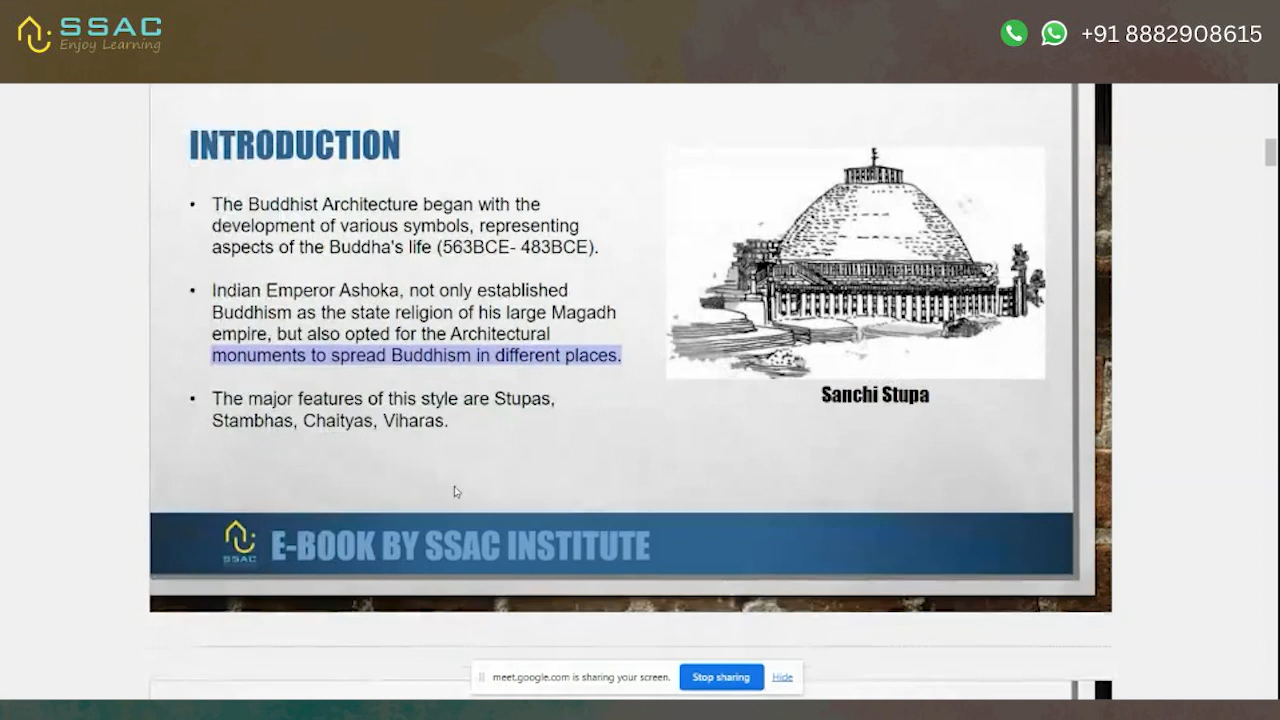 SSAC
Enjoy Learning
+91 8882908615
INTRODUCTION
• The Buddhist Architecture began with the
development of various symbols, representing
aspects of the Buddha's life (563BCE- 483BCE).
• Indian Emperor Ashoka, not only established
Buddhism as the state religion of his large Magadh
empire, but also opted for the Architectural
monuments to spread Buddhism in different places.
• The major features of this style are Stupas,
Stambhas, Chaityas, Viharas.
Sanchi Stupa
SSAC
E-BOOK BY SSAC INSTITUTE
meet.google.com is sharing your screen.
Stop sharing
Hide